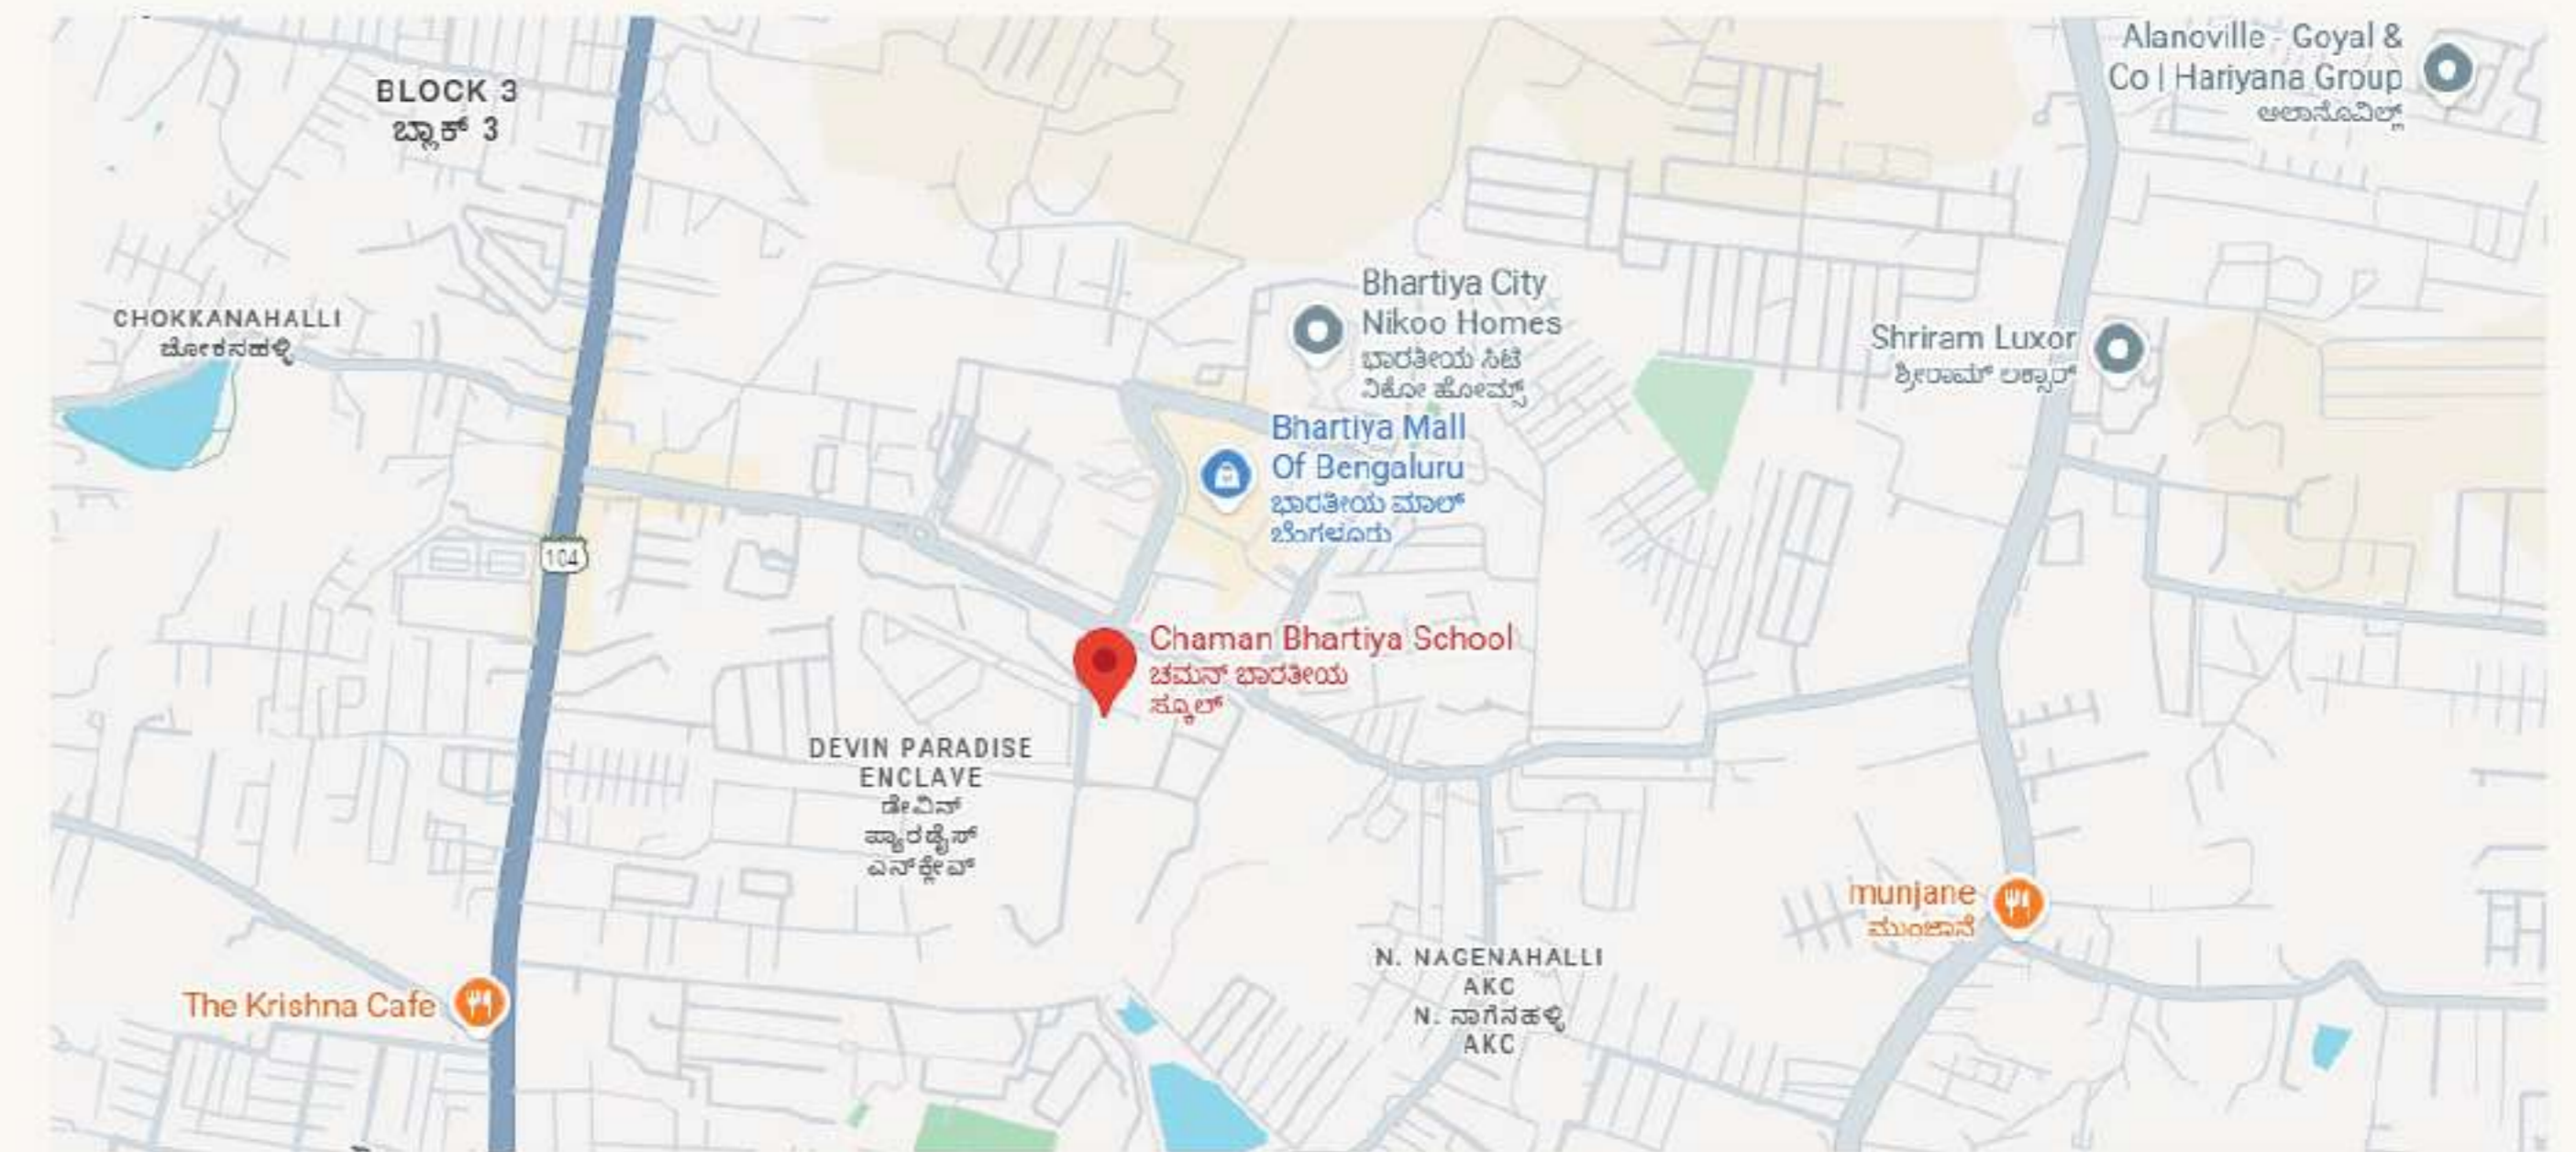 BLOCK 3
ಬ್ಲಾಕ್ 3
Alanoville - Goyal &
Co | Hariyana Group
ಅಲಾನೊವಿಲ್ಲ್
CHOKKANAHALLI
ಚೋಕನಹಳ್ಳಿ
Bhartiya City
Nikoo Homes
ಭಾರತೀಯ ಸಿಟಿ
ನಿಕೋ ಹೋಮ್ಸ್
Shriram Luxor
ಶ್ರೀರಾಮ್ ಲಕ್ಸಾರ್
Bhartiya Mall
Of Bengaluru
ಭಾರತೀಯ ಮಾಲ್
ಬೆಂಗಳೂರು
104
Chaman Bhartiya School
ಚಮನ್ ಭಾರತೀಯ
ಸ್ಕೂಲ್
DEVIN PARADISE
ENCLAVE
ಡೇವಿನ್
ಪ್ಯಾರಡೈಸ್
ಎನ್‌ಕ್ಲೇವ್
munjane
ಮುಂಜಾನೆ
The Krishna Cafe
N. NAGENAHALLI
AKC
N. ನಾಗೆನಹಳ್ಳಿ
AKC